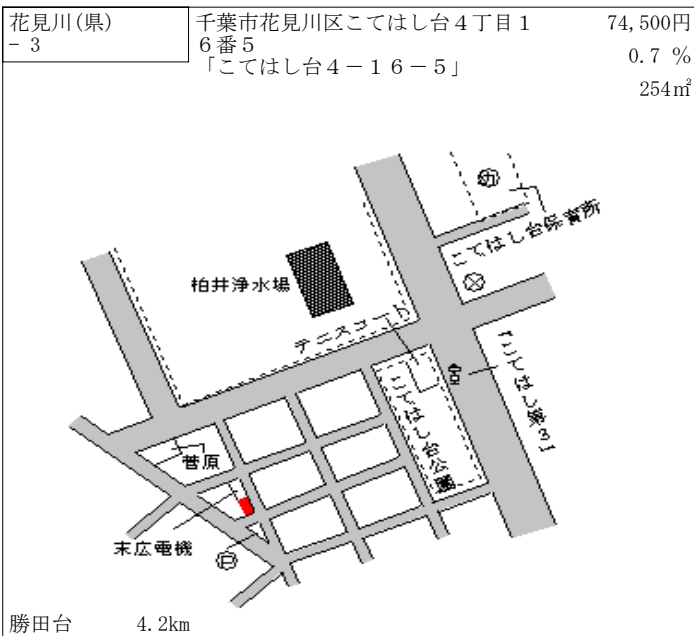 花見川(県)
- 3
千葉市花見川区こてはし台４丁目１
６番５
「こてはし台４－１６－５」
74,500円
0.7 %
254㎡
幼
こてはし台保育所
柏井浄水場
テニスコート
「こてはし第３」
こてはし台公園
菅原
末広電機
勝田台 4.2km